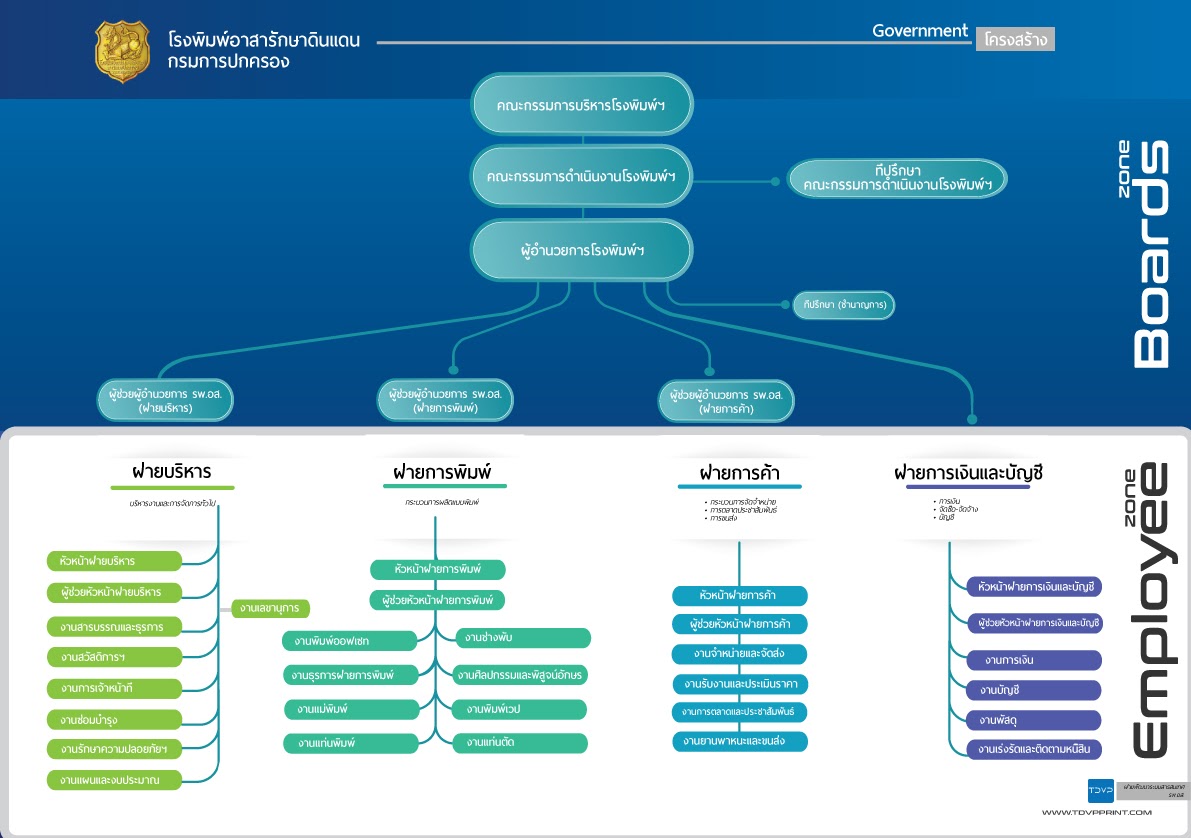 โรงพิมพ์อาสารักษาดินแดน
กรมการปกครอง
Government
โครงสร้าง
คณะกรรมการบริหารโรงพิมพ์ฯ
คณะกรรมการดำเนินงานโรงพิมพ์ฯ
ที่ปรึกษา
คณะกรรมการดำเนินงานโรงพิมพ์ฯ
ผู้อำนวยการโรงพิมพ์ฯ
ที่ปรึกษา (ชำนาญการ)
Boards
zone
ผู้ช่วยผู้อำนวยการ รพ.อส.
(ฝ่ายบริหาร)
ผู้ช่วยผู้อำนวยการ รพ.อส.
(ฝ่ายการพิมพ์)
ผู้ช่วยผู้อำนวยการ รพ.อส.
(ฝ่ายการค้า)
ฝ่ายบริหาร
บริหารงานและการจัดการทั่วไป
หัวหน้าฝ่ายบริหาร
ผู้ช่วยหัวหน้าฝ่ายบริหาร
งานเลขานุการ
งานสารบรรณและธุรการ
งานสวัสดิการฯ
งานการเจ้าหน้าที่
งานซ่อมบำรุง
งานรักษาความปลอยภัยฯ
งานแผนและงบประมาณ
ฝ่ายการพิมพ์
กระบวนการผลิตแบบพิมพ์
หัวหน้าฝ่ายการพิมพ์
ผู้ช่วยหัวหน้าฝ่ายการพิมพ์
งานพิมพ์ออฟเซท
งานช่างพับ
งานธุรการฝ่ายการพิมพ์
งานศิลปกรรมและพิสูจน์อักษร
งานแม่พิมพ์
งานพิมพ์เวป
งานแท่นพิมพ์
งานแท่นตัด
ฝ่ายการค้า
• กระบวนการจัดจำหน่าย
• การตลาดประชาสัมพันธ์
• การขนส่ง
หัวหน้าฝ่ายการค้า
ผู้ช่วยหัวหน้าฝ่ายการค้า
งานจำหน่ายและจัดส่ง
งานรับงานและประเมินราคา
งานการตลาดและประชาสัมพันธ์
งานยานพาหนะและขนส่ง
ฝ่ายการเงินและบัญชี
• การเงิน
• จัดซื้อ-จัดจ้าง
• บัญชี
หัวหน้าฝ่ายการเงินและบัญชี
ผู้ช่วยหัวหน้าฝ่ายการเงินและบัญชี
งานการเงิน
งานบัญชี
งานพัสดุ
งานเร่งรัดและติดตามหนี้สิน
Employee
zone
TDVP
ฝ่ายพัฒนาระบบสารสนเทศ
รพ.อส.
WWW.TDVPPRINT.COM